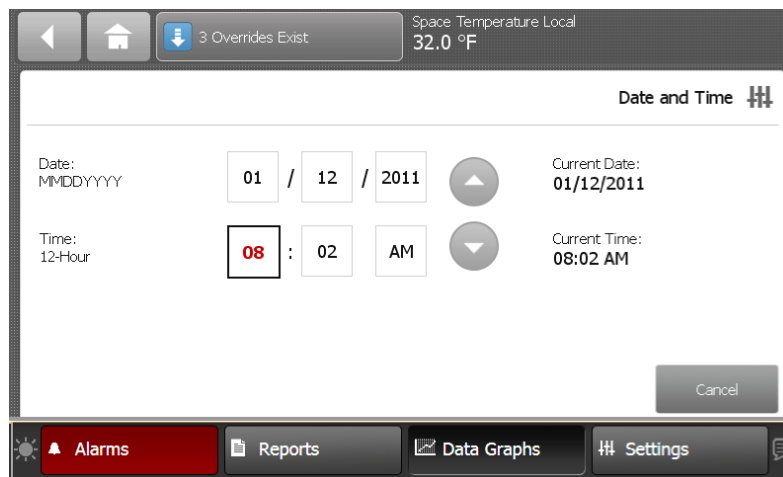 3 Overrides Exist
Space Temperature Local
32.0 °F
Date and Time
Date:
MMDDYYYY
01 / 12 / 2011
Current Date:
01/12/2011
Time:
12-Hour
08 : 02 AM
Current Time:
08:02 AM
Cancel
Alarms
Reports
Data Graphs
Settings